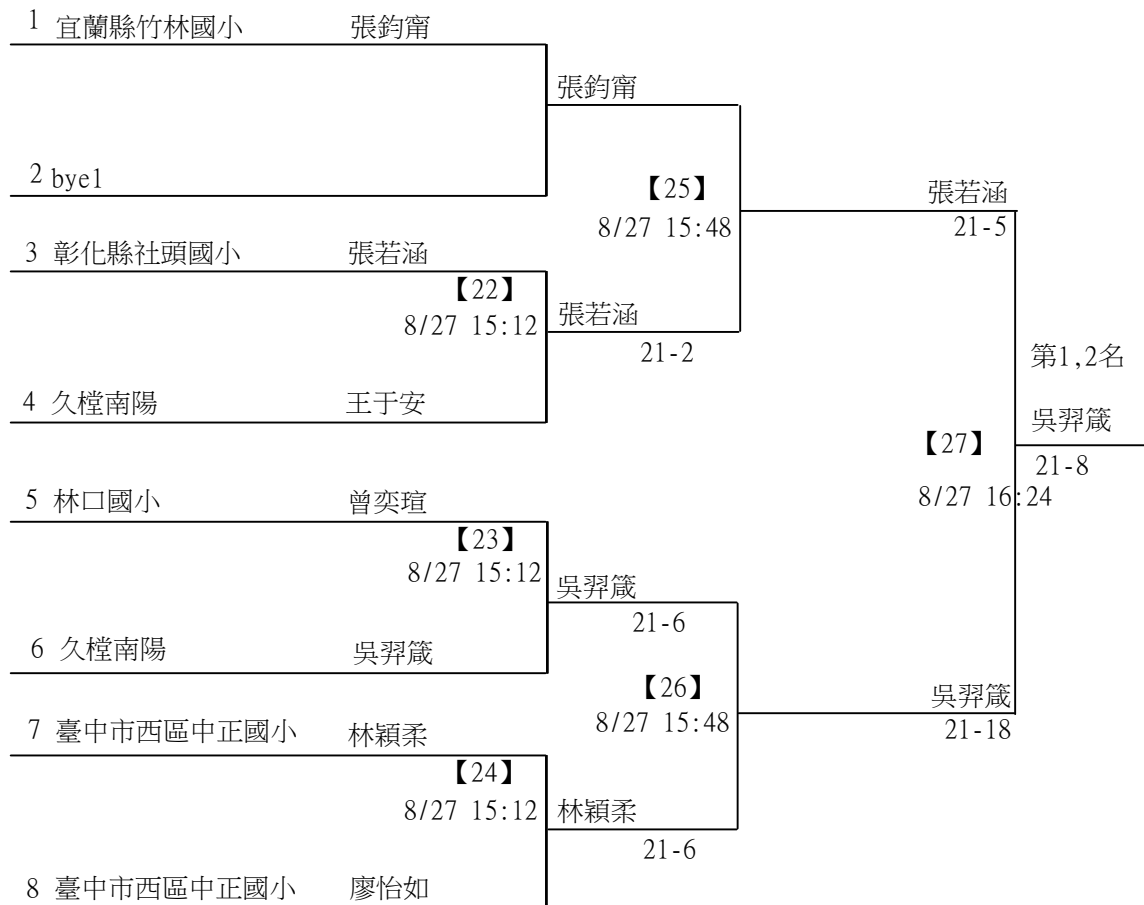 1 宜蘭縣竹林國小 張鈞甯
張鈞甯
2 bye1
【25】
8/27 15:48
張若涵
21-5
3 彰化縣社頭國小 張若涵
【22】
8/27 15:12
張若涵
21-2
第1,2名
4 久樘南陽 王于安
吳羿箴
【27】
21-8
8/27 16:24
5 林口國小 曾奕瑄
【23】
8/27 15:12
吳羿箴
21-6
6 久樘南陽 吳羿箴
【26】
8/27 15:48
吳羿箴
21-18
7 臺中市西區中正國小 林穎柔
【24】
8/27 15:12
林穎柔
21-6
8 臺中市西區中正國小 廖怡如